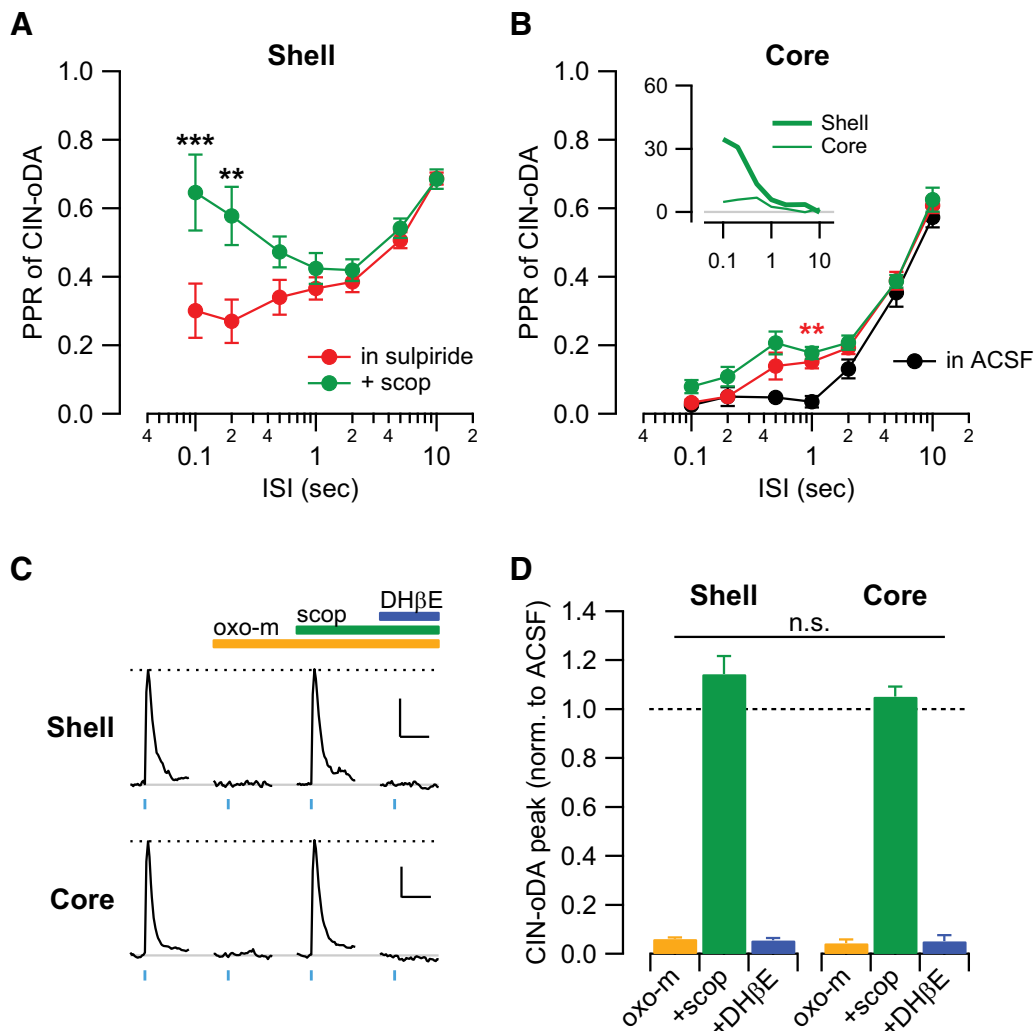 A
Shell
PPR of CIN-oDA
1.0
0.8
0.6
0.4
0.2
0.0
***
**
in sulpiride
+ scop
4
2
4
2
4
2
0.1
1
10
ISI (sec)
B
Core
PPR of CIN-oDA
1.0
0.8
0.6
0.4
0.2
0.0
60
30
0
0.1
1
10
Shell
Core
**
in ACSF
4
2
4
2
4
2
0.1
1
10
ISI (sec)
C
DHβE
scop
oxo-m
Shell
Core
D
Shell
Core
n.s.
CIN-oDA peak (norm. to ACSF)
1.4
1.2
1.0
0.8
0.6
0.4
0.2
0.0
oxo-m
+scop
+DHβE
oxo-m
+scop
+DHβE